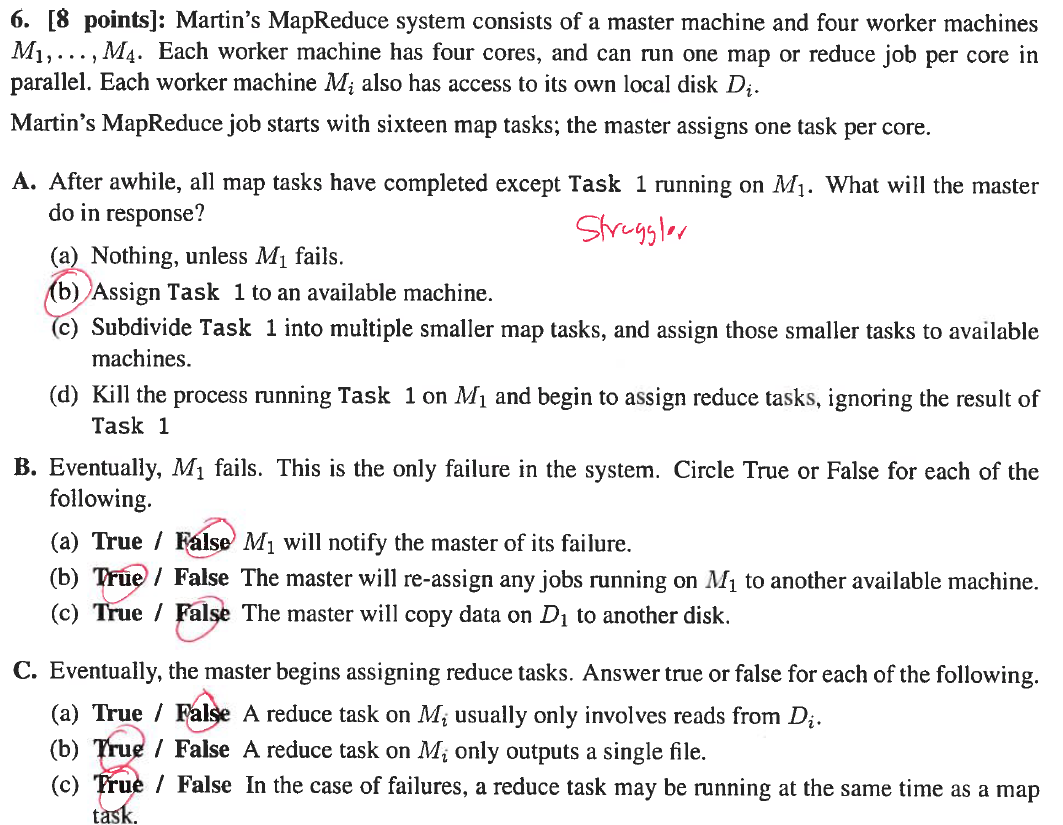 6. [8 points]: Martin's MapReduce system consists of a master machine and four worker machines
M1,...,M4. Each worker machine has four cores, and can run one map or reduce job per core in
parallel. Each worker machine Mi also has access to its own local disk Di.
Martin's MapReduce job starts with sixteen map tasks; the master assigns one task per core.
A. After awhile, all map tasks have completed except Task 1 running on M1. What will the master
do in response?
Straggler
(a) Nothing, unless M1 fails.
(b) Assign Task 1 to an available machine.
(c) Subdivide Task 1 into multiple smaller map tasks, and assign those smaller tasks to available
machines.
(d) Kill the process running Task 1 on M1 and begin to assign reduce tasks, ignoring the result of
Task 1
B. Eventually, M1 fails. This is the only failure in the system. Circle True or False for each of the
following.
(a) True / False M1 will notify the master of its failure.
(b) True / False The master will re-assign any jobs running on M1 to another available machine.
(c) True / False The master will copy data on D1 to another disk.
C. Eventually, the master begins assigning reduce tasks. Answer true or false for each of the following.
(a) True / False A reduce task on Mi usually only involves reads from Di.
(b) True / False A reduce task on Mi only outputs a single file.
(c) True / False In the case of failures, a reduce task may be running at the same time as a map
task.